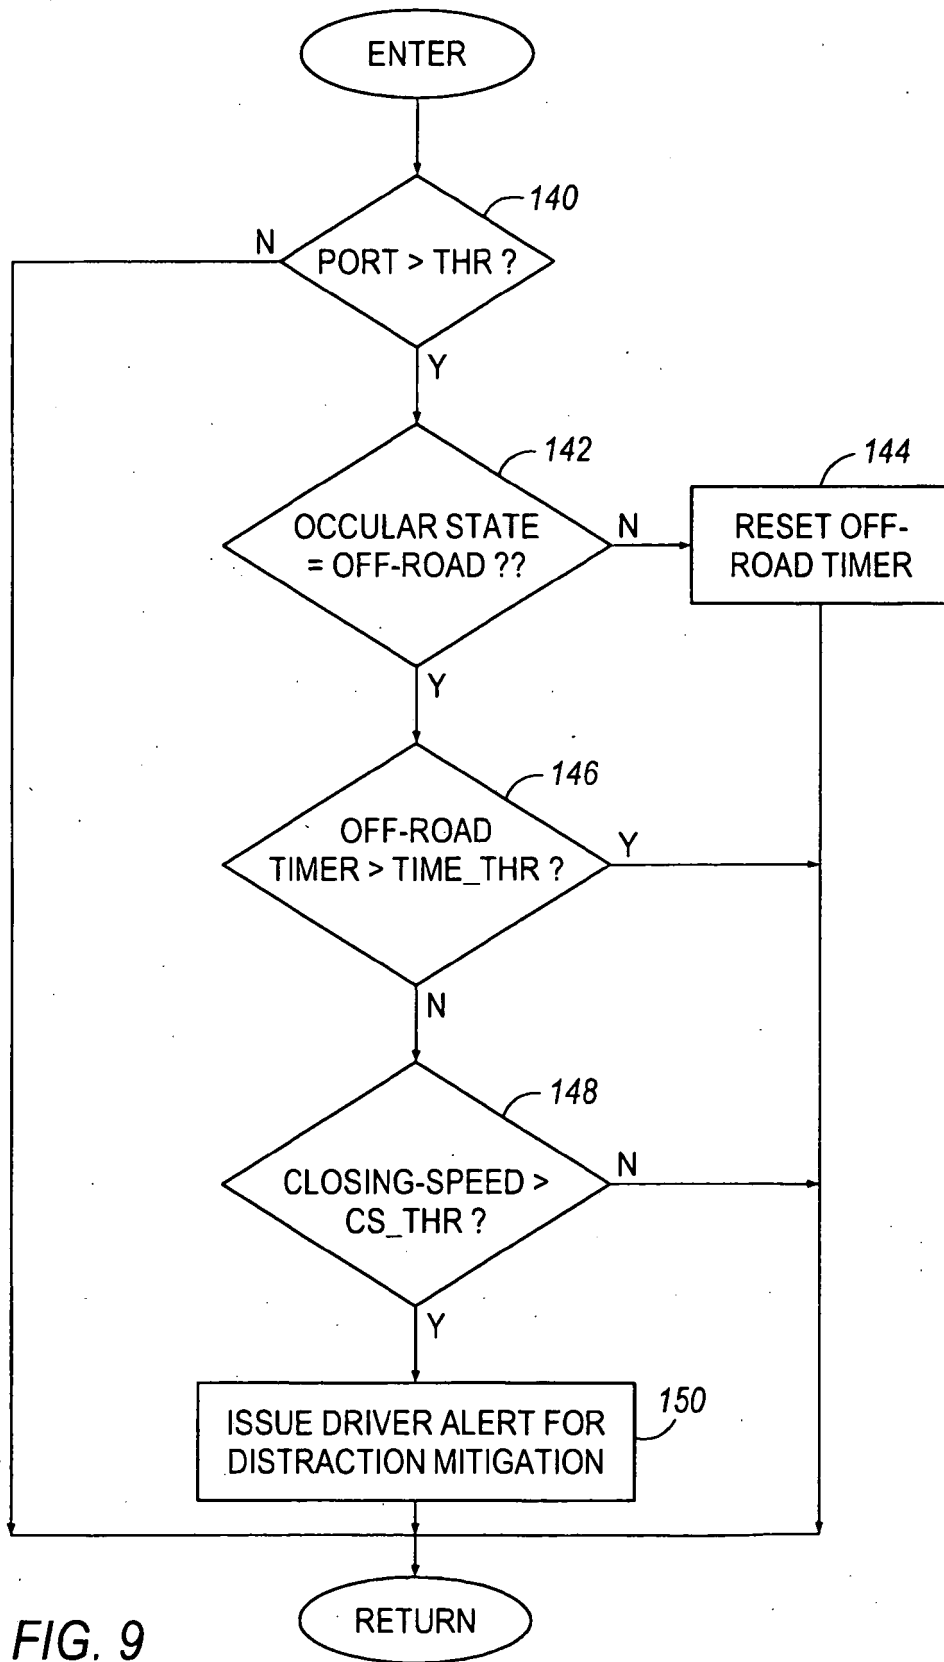 ENTER
140
N
PORT > THR ?
Y
142
OCCULAR STATE
= OFF-ROAD ??
N
144
RESET OFF-
ROAD TIMER
Y
146
OFF-ROAD
TIMER > TIME_THR ?
Y
N
148
CLOSING-SPEED >
CS_THR ?
N
Y
ISSUE DRIVER ALERT FOR
DISTRACTION MITIGATION
150
RETURN
FIG. 9